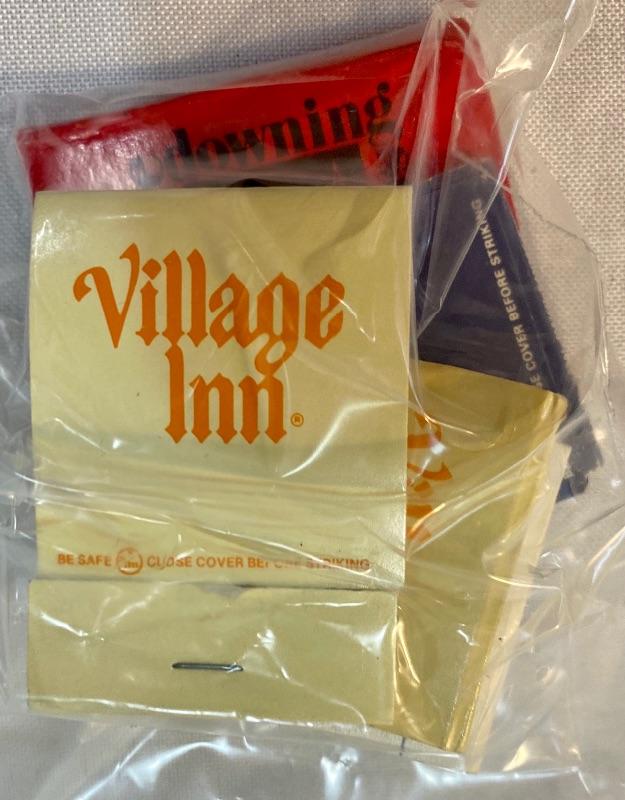 downing
Village
Inn®
BE SAFE CLOSE COVER BEFORE STRIKING
COVER BEFORE STRIKING